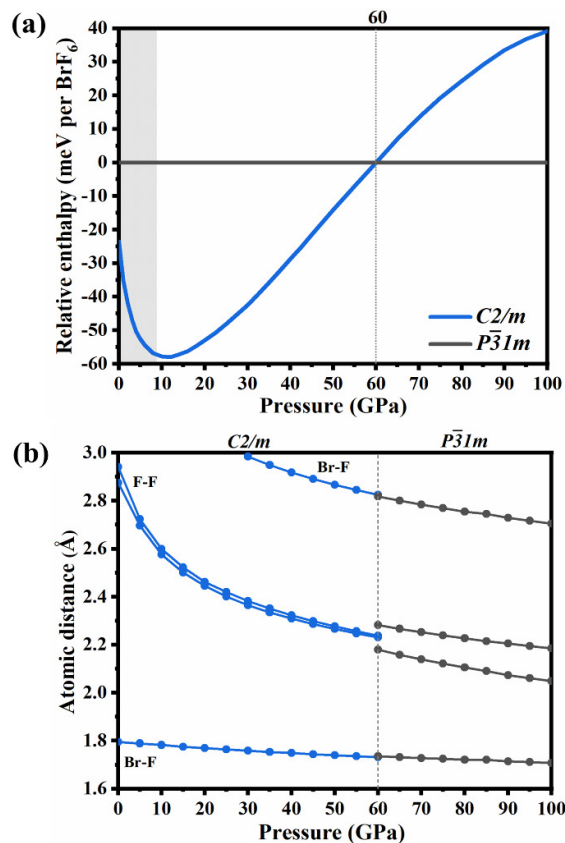 (a)
60
Relative enthalpy (meV per BrF₆)
40
30
20
10
0
-10
-20
-30
-40
-50
-60
C2/m
P3̅1m
0 10 20 30 40 50 60 70 80 90 100
Pressure (GPa)
(b)
C2/m P3̅1m
Atomic distance (Å)
3.0
2.8
2.6
2.4
2.2
2.0
1.8
1.6
F-F
Br-F
Br-F
0 10 20 30 40 50 60 70 80 90 100
Pressure (GPa)